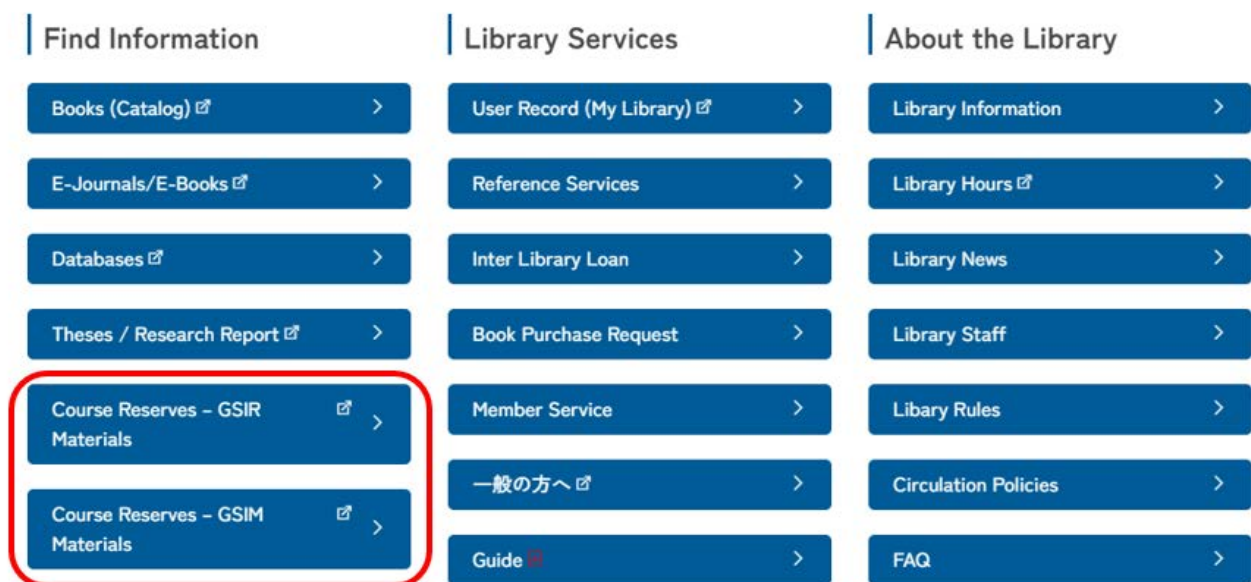 Find Information
Books (Catalog)
E-Journals/E-Books
Databases
Theses / Research Report
Course Reserves – GSIR
Materials
Course Reserves – GSIM
Materials
Library Services
User Record (My Library)
Reference Services
Inter Library Loan
Book Purchase Request
Member Service
一般の方へ
Guide
About the Library
Library Information
Library Hours
Library News
Library Staff
Libary Rules
Circulation Policies
FAQ